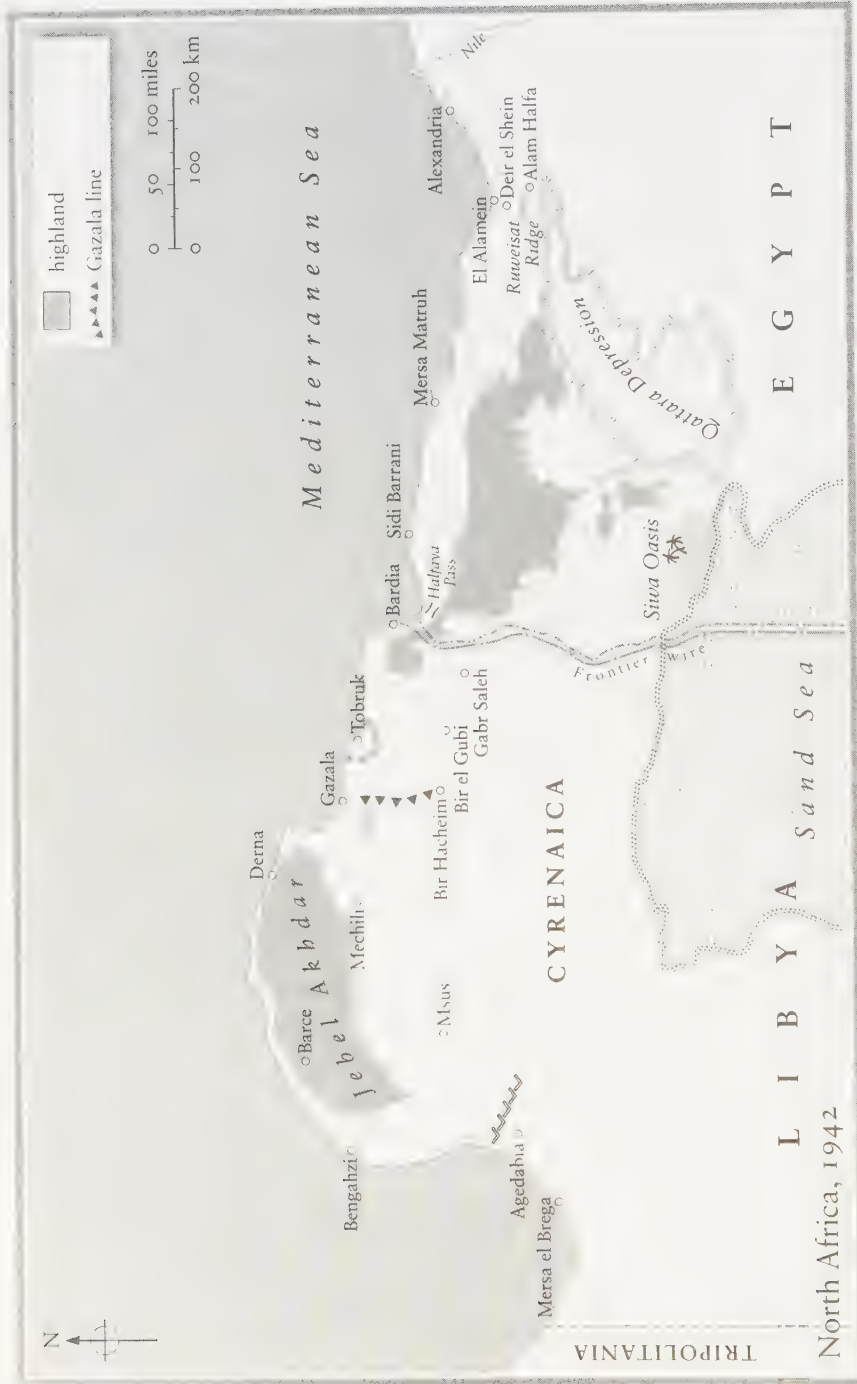 North Africa, 1942
N
highland
Gazala line
0 50 100 miles
0 100 200 km
Mediterranean Sea
Bengahzi
Barce
Jebel Akhdar
Derna
Mechili
Msus
Agedabia
Mersa el Brega
TRIPOLITANIA
Gazala
Tobruk
Bir Hacheim
Bir el Gubi
Gabr Saleh
Bardia
Halfaya
Pass
Sidi Barrani
Mersa Matruh
El Alamein
Alexandria
Nile
Deir el Shein
Ruweisat
Ridge
Alam Halfa
Qattara Depression
CYRENAICA
Frontier Wire
Siwa Oasis
LIBYA
Sand Sea
EGYPT